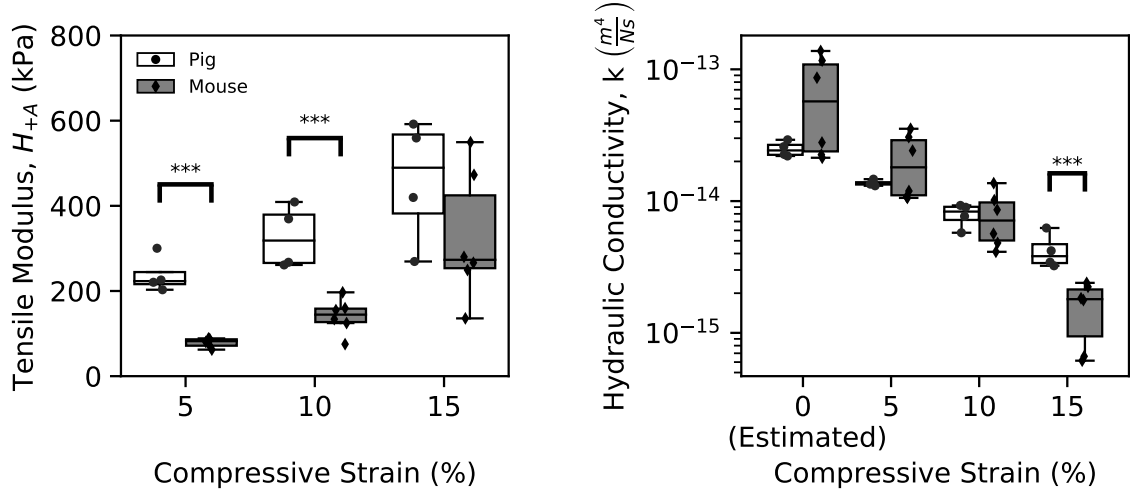 Tensile Modulus, H+A (kPa)
800
600
400
200
0
Pig
Mouse
***
***
5
10
15
Compressive Strain (%)
Hydraulic Conductivity, k (m⁴/Ns)
10⁻¹³
10⁻¹⁴
10⁻¹⁵
***
0
(Estimated)
5
10
15
Compressive Strain (%)